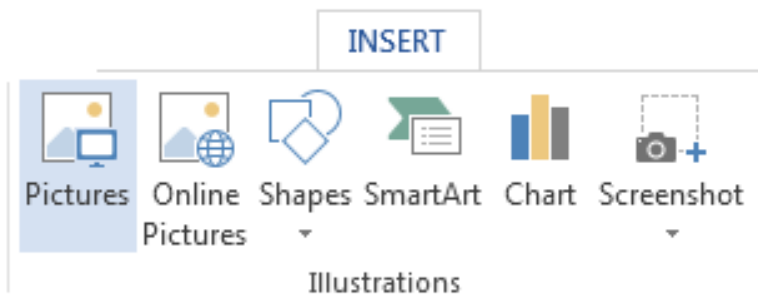 INSERT
Pictures Online Pictures Shapes SmartArt Chart Screenshot
Illustrations